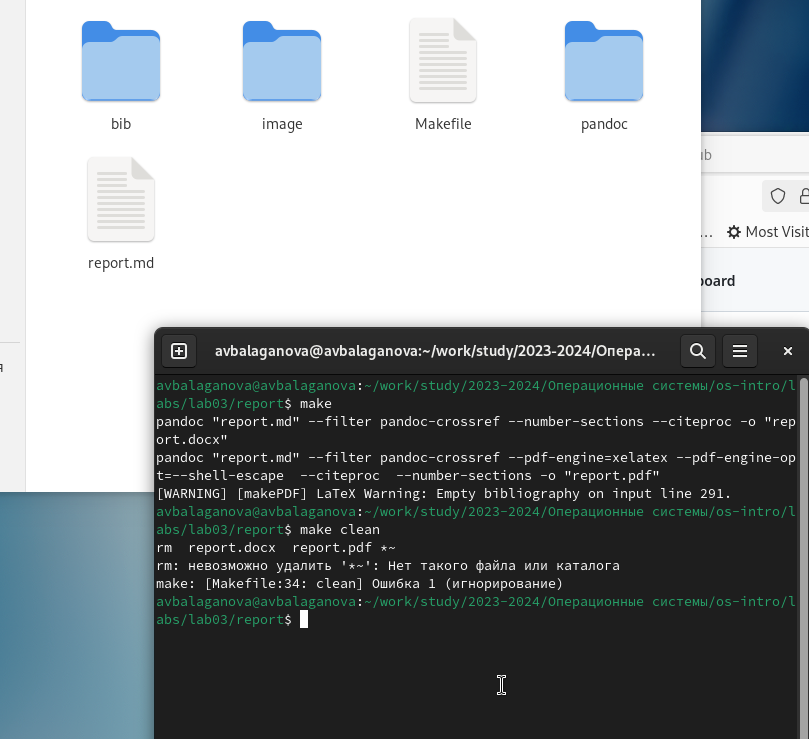 bib
image
Makefile
pandoc
report.md
ub
...
Most Visit
board
я
avbalaganova@avbalaganova:~/work/study/2023-2024/Опера...
avbalaganova@avbalaganova:~/work/study/2023-2024/Операционные системы/os-intro/l
abs/lab03/report$ make
pandoc "report.md" --filter pandoc-crossref --number-sections --citeproc -o "rep
ort.docx"
pandoc "report.md" --filter pandoc-crossref --pdf-engine=xelatex --pdf-engine-op
t=--shell-escape  --citeproc  --number-sections -o "report.pdf"
[WARNING] [makePDF] LaTeX Warning: Empty bibliography on input line 291.
avbalaganova@avbalaganova:~/work/study/2023-2024/Операционные системы/os-intro/l
abs/lab03/report$ make clean
rm  report.docx  report.pdf *~
rm: невозможно удалить '*~': Нет такого файла или каталога
make: [Makefile:34: clean] Ошибка 1 (игнорирование)
avbalaganova@avbalaganova:~/work/study/2023-2024/Операционные системы/os-intro/l
abs/lab03/report$